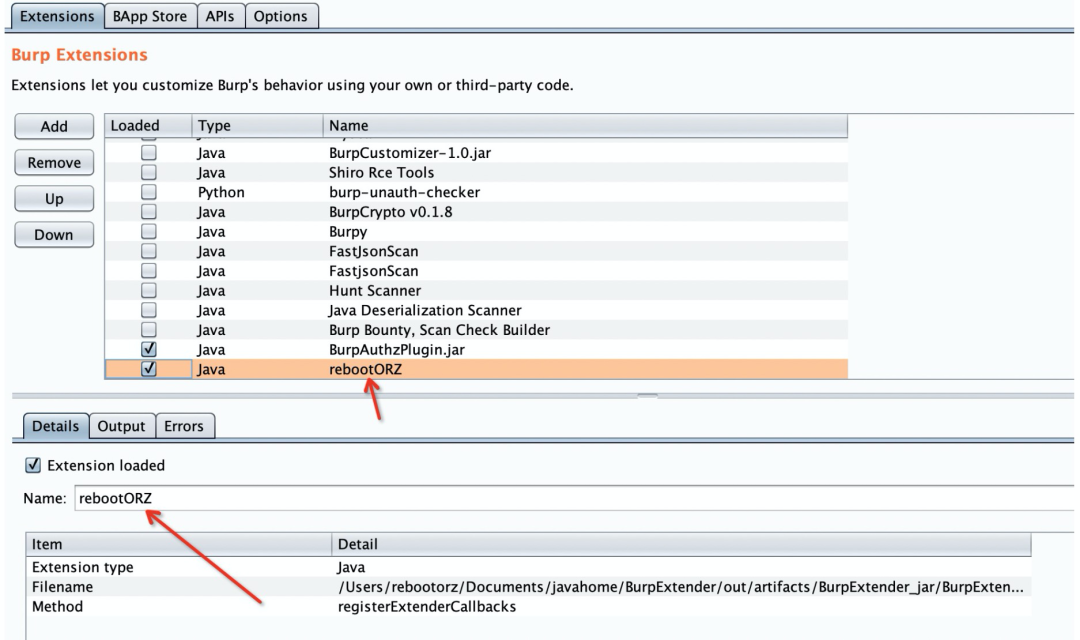 Extensions BApp Store APIs Options
Burp Extensions
Extensions let you customize Burp's behavior using your own or third-party code.
Add
Remove
Up
Down
Loaded Type Name
Java BurpCustomizer-1.0.jar
Java Shiro Rce Tools
Python burp-unauth-checker
Java BurpCrypto v0.1.8
Java Burpy
Java FastJsonScan
Java FastjsonScan
Java Hunt Scanner
Java Java Deserialization Scanner
Java Burp Bounty, Scan Check Builder
Java BurpAuthzPlugin.jar
Java rebootORZ
Details Output Errors
Extension loaded
Name: rebootORZ
Item Detail
Extension type Java
Filename /Users/rebootorz/Documents/javahome/BurpExtender/out/artifacts/BurpExtender_jar/BurpExten...
Method registerExtenderCallbacks